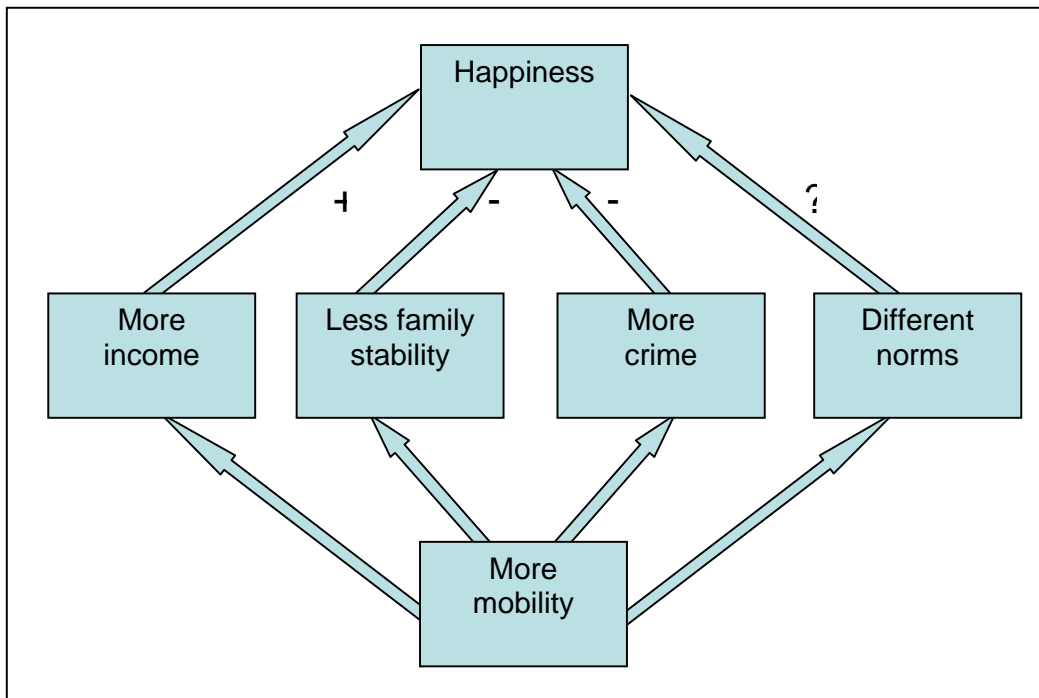 Happiness
+
-
-
?
More
income
Less family
stability
More
crime
Different
norms
More
mobility